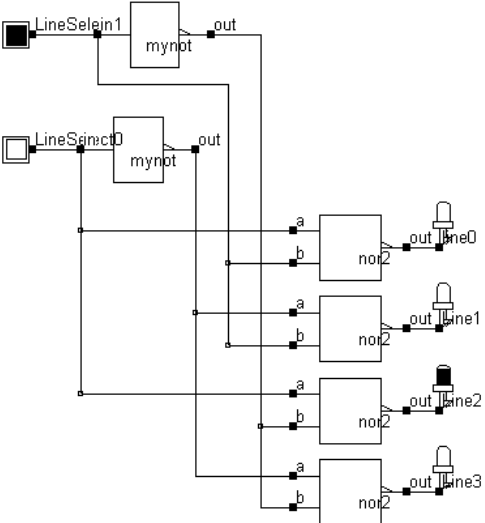 LineSelein1
out
mynot
LineSelect0
out
mynot
a
b
nor2
out
line0
a
b
nor2
out
Line1
a
b
nor2
out
Line2
a
b
nor2
out
Line3